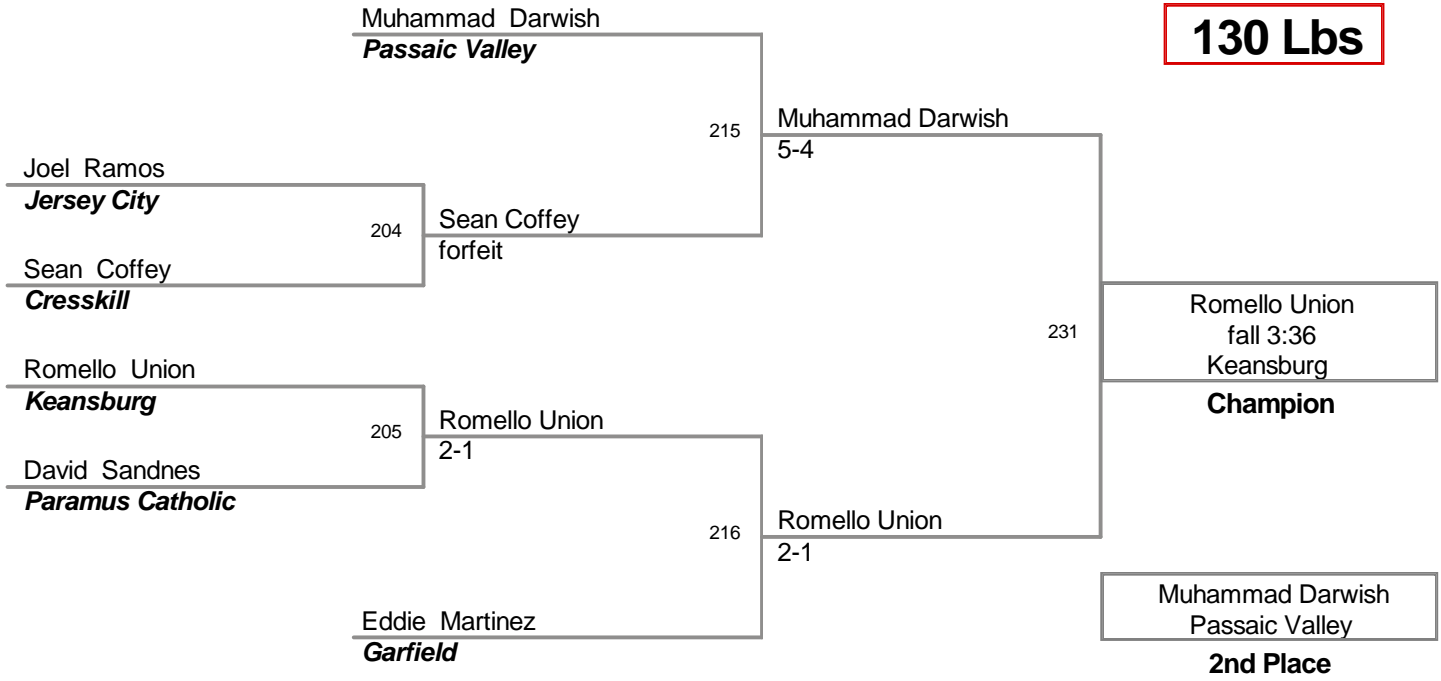 Muhammad Darwish
Passaic Valley
130 Lbs
215
Muhammad Darwish
5-4
Joel Ramos
Jersey City
204
Sean Coffey
forfeit
Sean Coffey
Cresskill
231
Romello Union
fall 3:36
Keansburg
Champion
Romello Union
Keansburg
205
Romello Union
2-1
David Sandnes
Paramus Catholic
216
Romello Union
2-1
Eddie Martinez
Garfield
Muhammad Darwish
Passaic Valley
2nd Place